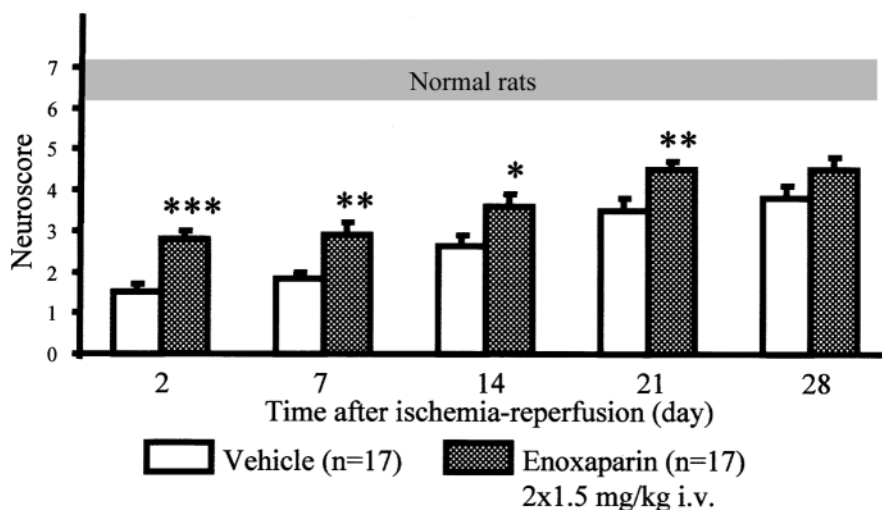 7
Normal rats
6
5
4
3
2
1
0
Neuroscore
***
**
*
**
2 7 14 21 28
Time after ischemia-reperfusion (day)
Vehicle (n=17) Enoxaparin (n=17)
2x1.5 mg/kg i.v.